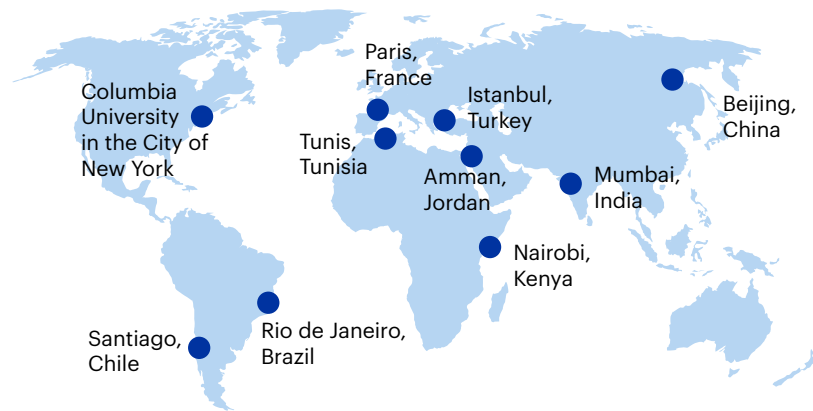 Columbia
University
in the City of
New York
Paris,
France
Istanbul,
Turkey
Beijing,
China
Tunis,
Tunisia
Amman,
Jordan
Mumbai,
India
Nairobi,
Kenya
Santiago,
Chile
Rio de Janeiro,
Brazil